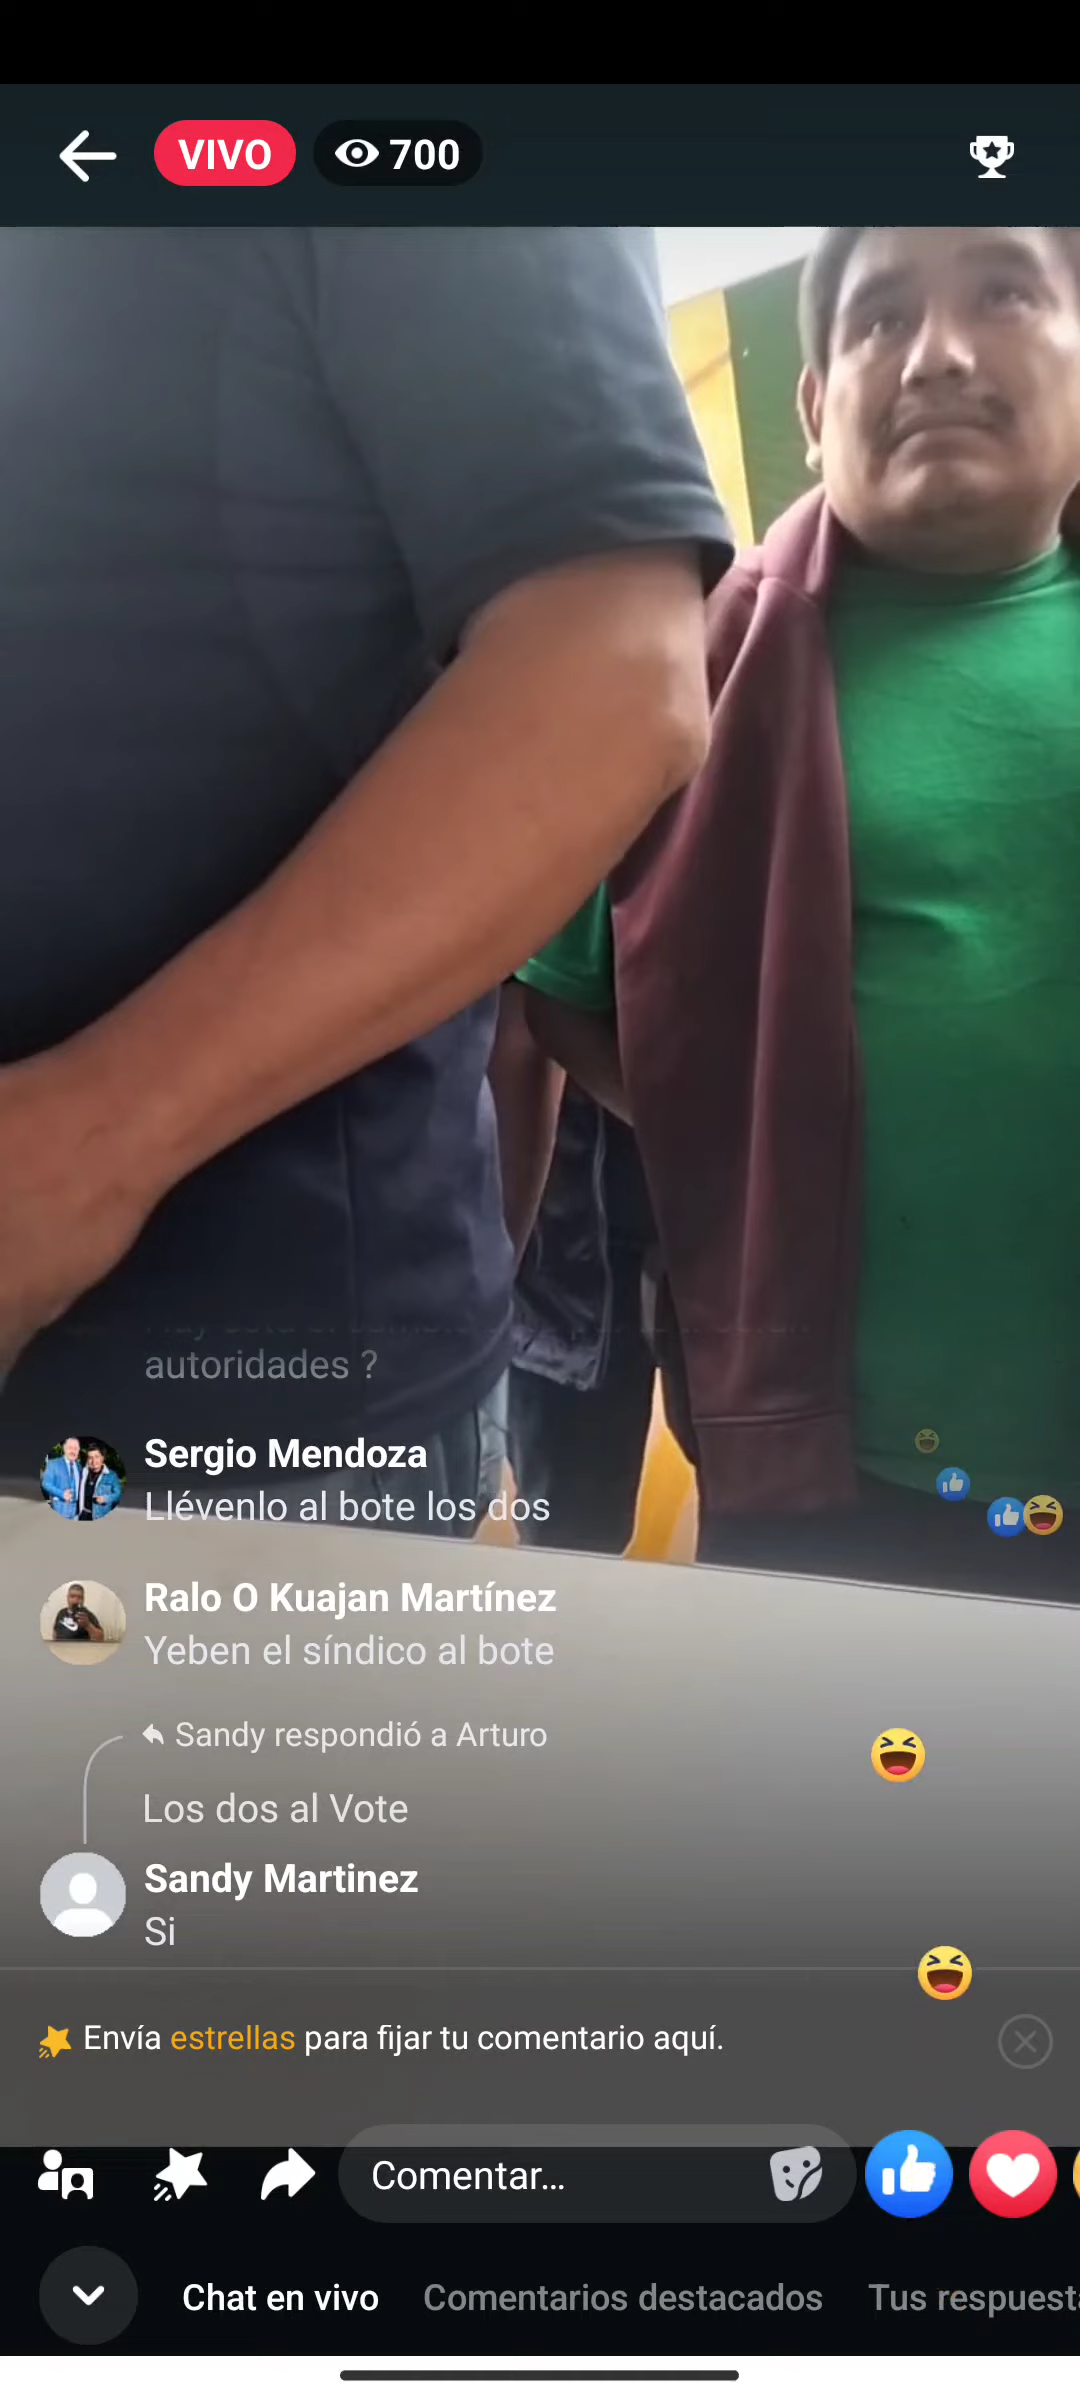 VIVO
700
autoridades ?
Sergio Mendoza
Llévenlo al bote los dos
Ralo O Kuajan Martínez
Yeben el síndico al bote
Sandy respondió a Arturo
Los dos al Vote
Sandy Martinez
Si
Envía estrellas para fijar tu comentario aquí.
Comentar...
Chat en vivo
Comentarios destacados
Tus respuest